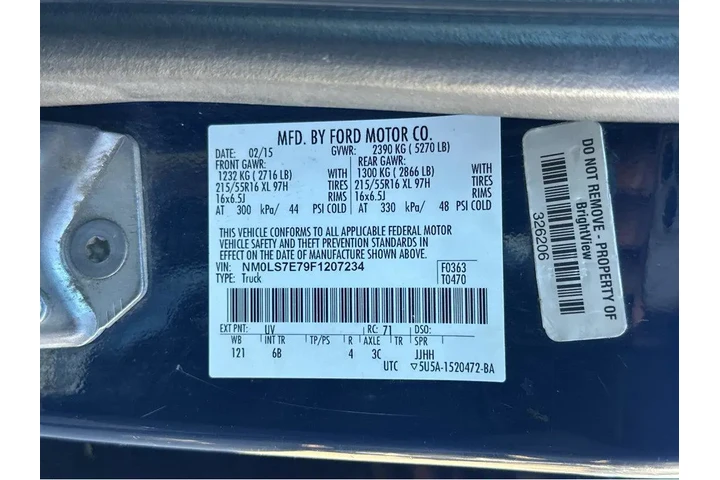 MFD. BY FORD MOTOR CO.
DATE: 02/15 GVWR: 2390 KG (5270 LB)
FRONT GAWR: REAR GAWR:
1232 KG (2716 LB) WITH 1300 KG (2866 LB) WITH
215/55R16 XL 97H TIRES 215/55R16 XL 97H TIRES
16x6.5J RIMS 16x6.5J RIMS
AT 300 kPa/ 44 PSI COLD AT 330 kPa/ 48 PSI COLD
THIS VEHICLE CONFORMS TO ALL APPLICABLE FEDERAL MOTOR
VEHICLE SAFETY AND THEFT PREVENTION STANDARDS IN
EFFECT ON THE DATE OF MANUFACTURE SHOWN ABOVE.
VIN: NM0LS7E79F1207234 F0363
TYPE: Truck T0470
EXT PNT: UV RC: 71 DSO:
WB INT TR TP/PS R AXLE TR SPR
121 6B 4 3C JJHH
UTC ▽5U5A-1520472-BA
DO NOT REMOVE - PROPERTY OF
BrightView
326206